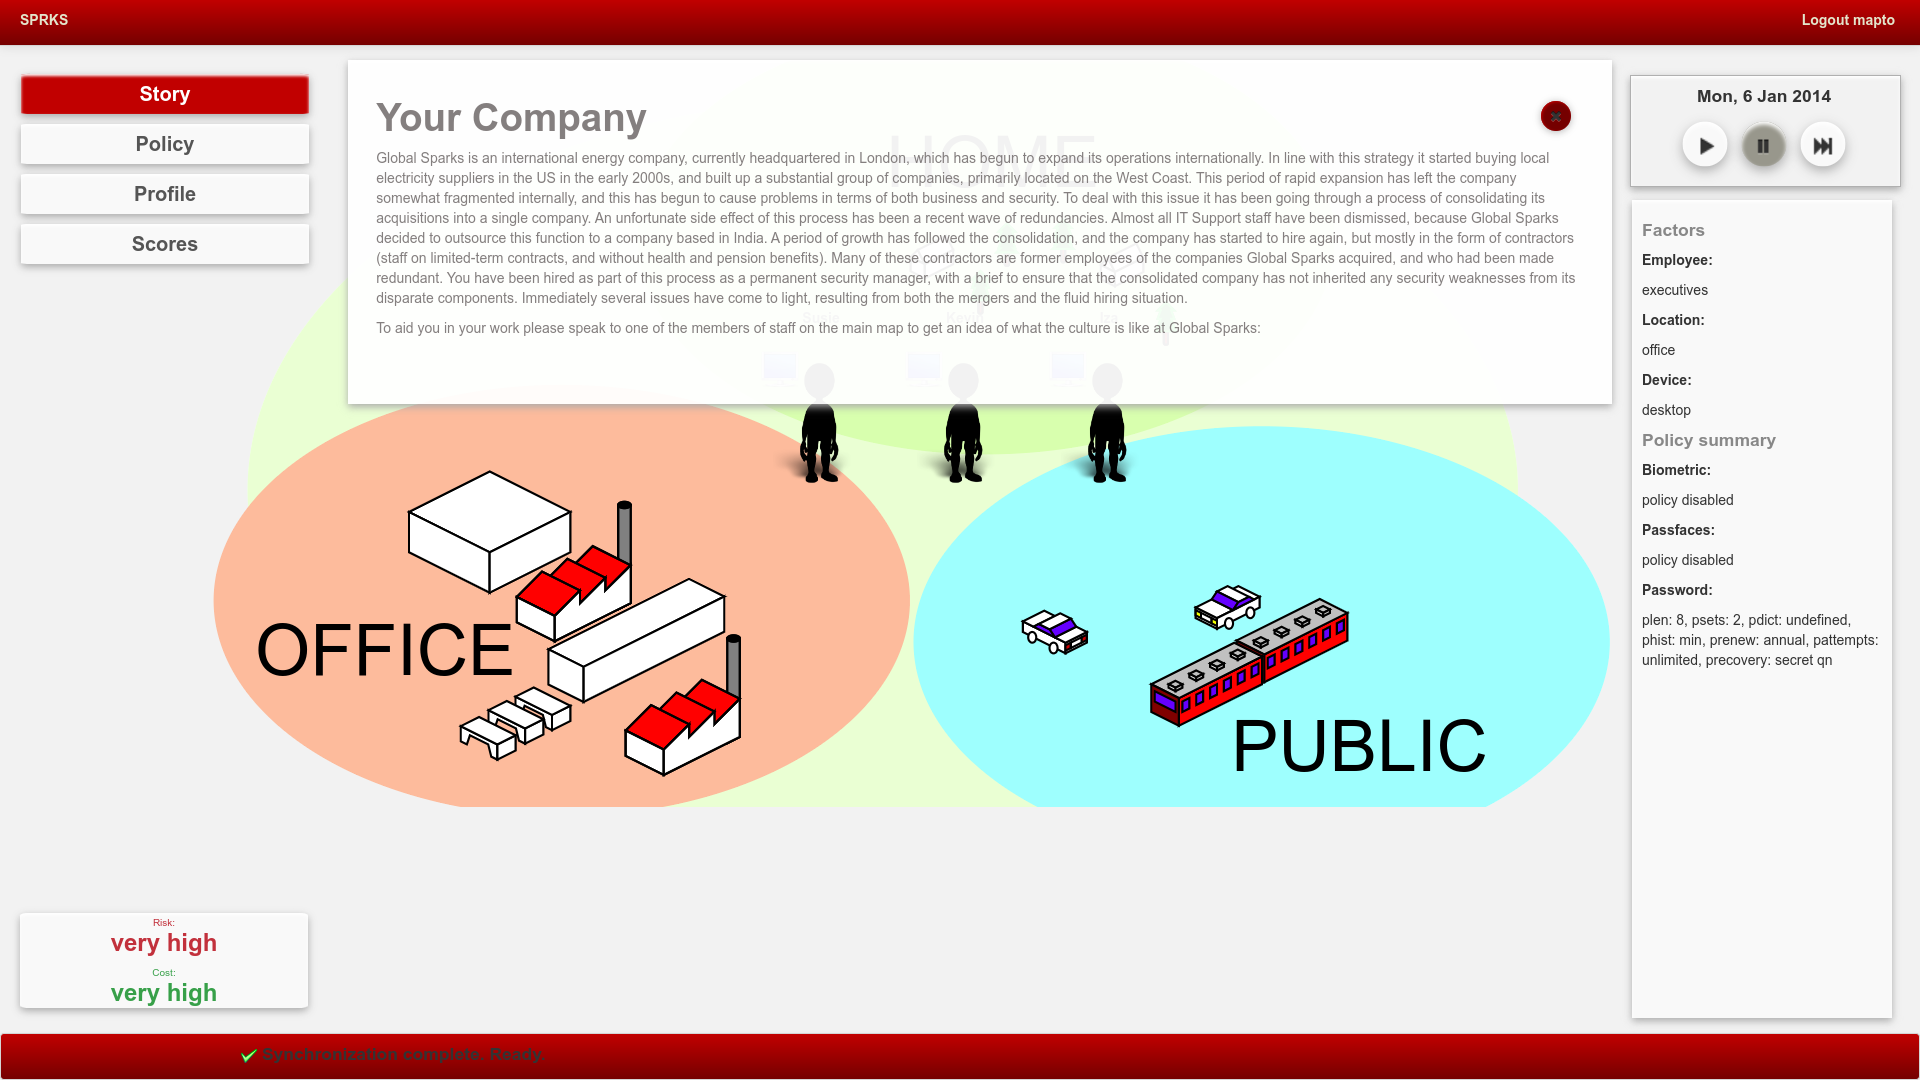 SPRKS
Logout mapto
Story
Policy
Profile
Scores
Your Company
Global Sparks is an international energy company, currently headquartered in London, which has begun to expand its operations internationally. In line with this strategy it started buying local
electricity suppliers in the US in the early 2000s, and built up a substantial group of companies, primarily located on the West Coast. This period of rapid expansion has left the company
somewhat fragmented internally, and this has begun to cause problems in terms of both business and security. To deal with this issue it has been going through a process of consolidating its
acquisitions into a single company. An unfortunate side effect of this process has been a recent wave of redundancies. Almost all IT Support staff have been dismissed, because Global Sparks
decided to outsource this function to a company based in India. A period of growth has followed the consolidation, and the company has started to hire again, but mostly in the form of contractors
(staff on limited-term contracts, and without health and pension benefits). Many of these contractors are former employees of the companies Global Sparks acquired, and who had been made
redundant. You have been hired as part of this process as a permanent security manager, with a brief to ensure that the consolidated company has not inherited any security weaknesses from its
disparate components. Immediately several issues have come to light, resulting from both the mergers and the fluid hiring situation.
To aid you in your work please speak to one of the members of staff on the main map to get an idea of what the culture is like at Global Sparks:
HOME
Susie
Kevin
Iza
OFFICE
PUBLIC
Mon, 6 Jan 2014
Factors
Employee:
executives
Location:
office
Device:
desktop
Policy summary
Biometric:
policy disabled
Passfaces:
policy disabled
Password:
plen: 8, psets: 2, pdict: undefined,
phist: min, prenew: annual, pattempts:
unlimited, precovery: secret qn
Risk:
very high
Cost:
very high
Synchronization complete. Ready.